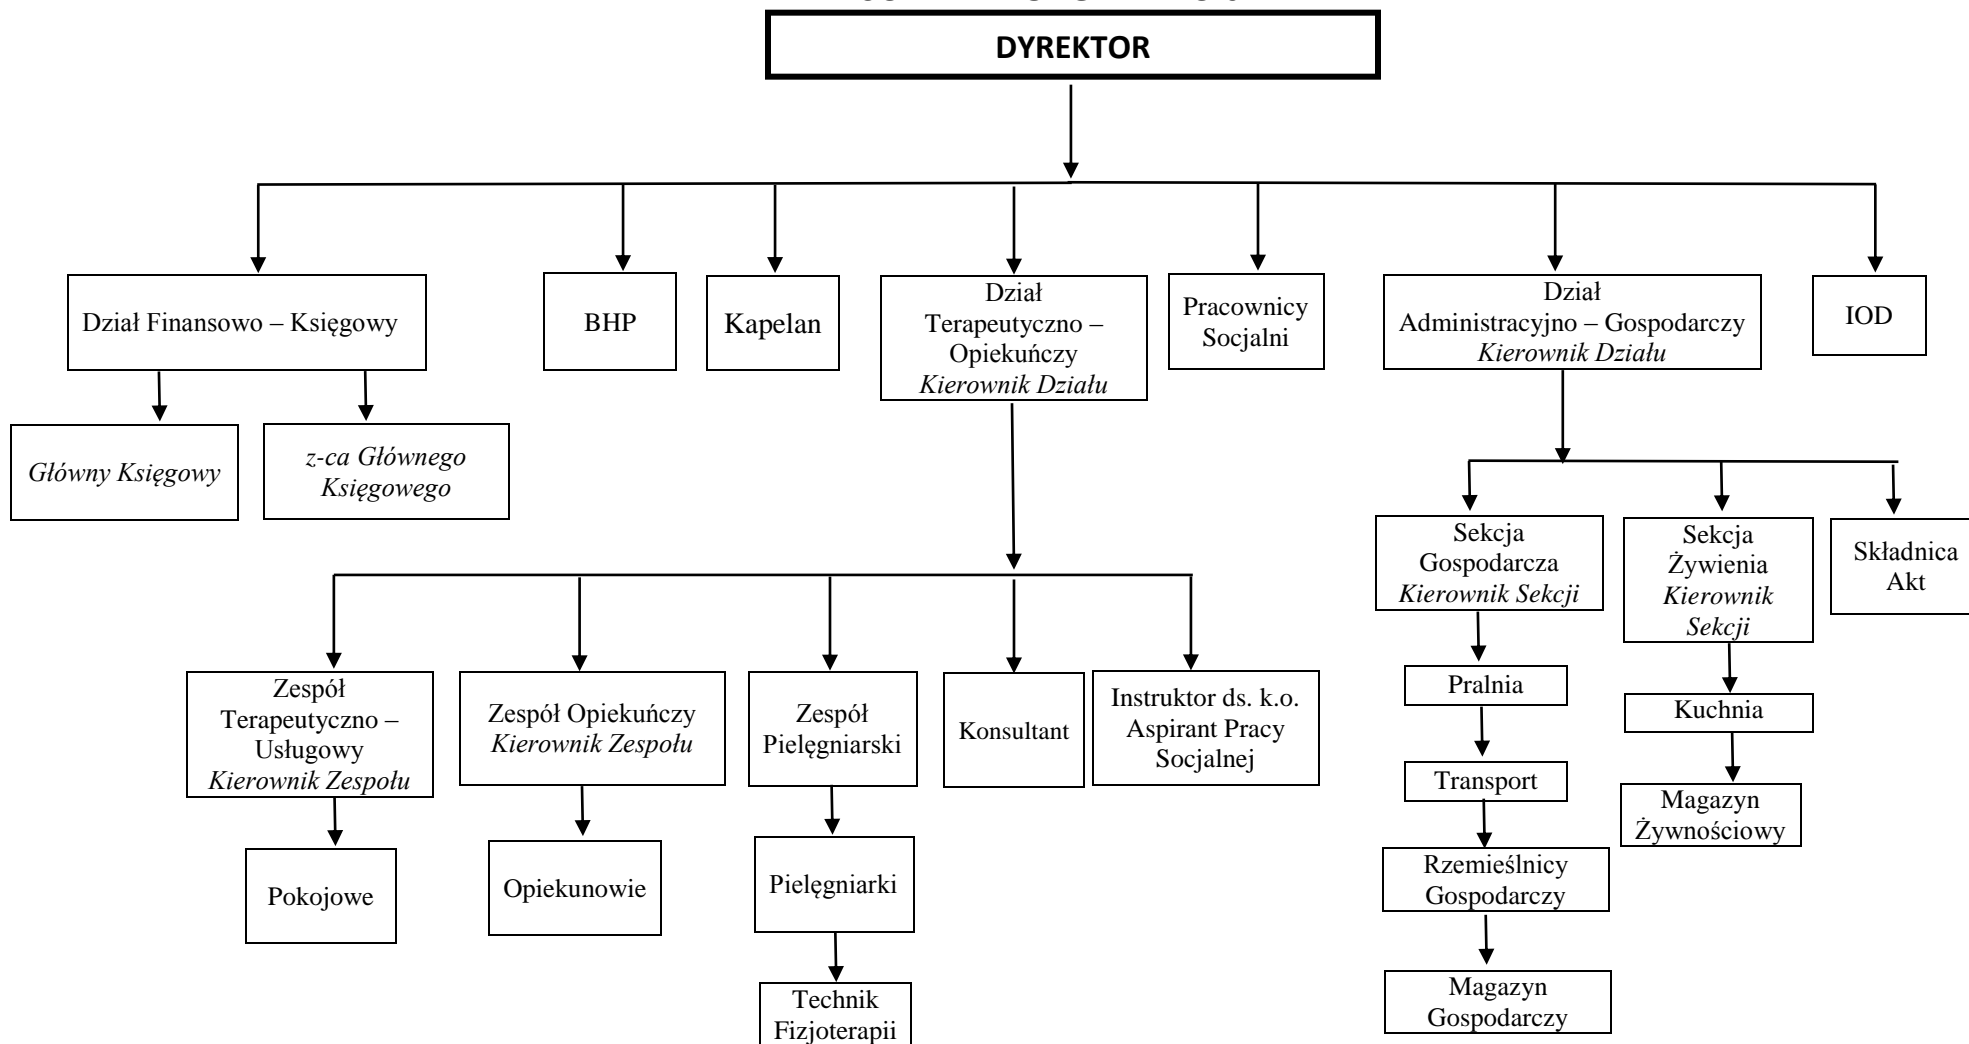 DYREKTOR
Dział Finansowo – Księgowy
BHP
Kapelan
Dział
Terapeutyczno –
Opiekuńczy
Kierownik Działu
Pracownicy
Socjalni
Dział
Administracyjno – Gospodarczy
Kierownik Działu
IOD
Główny Księgowy
z-ca Głównego
Księgowego
Sekcja
Gospodarcza
Kierownik Sekcji
Sekcja
Żywienia
Kierownik
Sekcji
Składnica
Akt
Zespół
Terapeutyczno –
Usługowy
Kierownik Zespołu
Zespół Opiekuńczy
Kierownik Zespołu
Zespół
Pielęgniarski
Konsultant
Instruktor ds. k.o.
Aspirant Pracy
Socjalnej
Pralnia
Kuchnia
Transport
Magazyn
Żywnościowy
Pokojowe
Opiekunowie
Pielęgniarki
Rzemieślnicy
Gospodarczy
Technik
Fizjoterapii
Magazyn
Gospodarczy